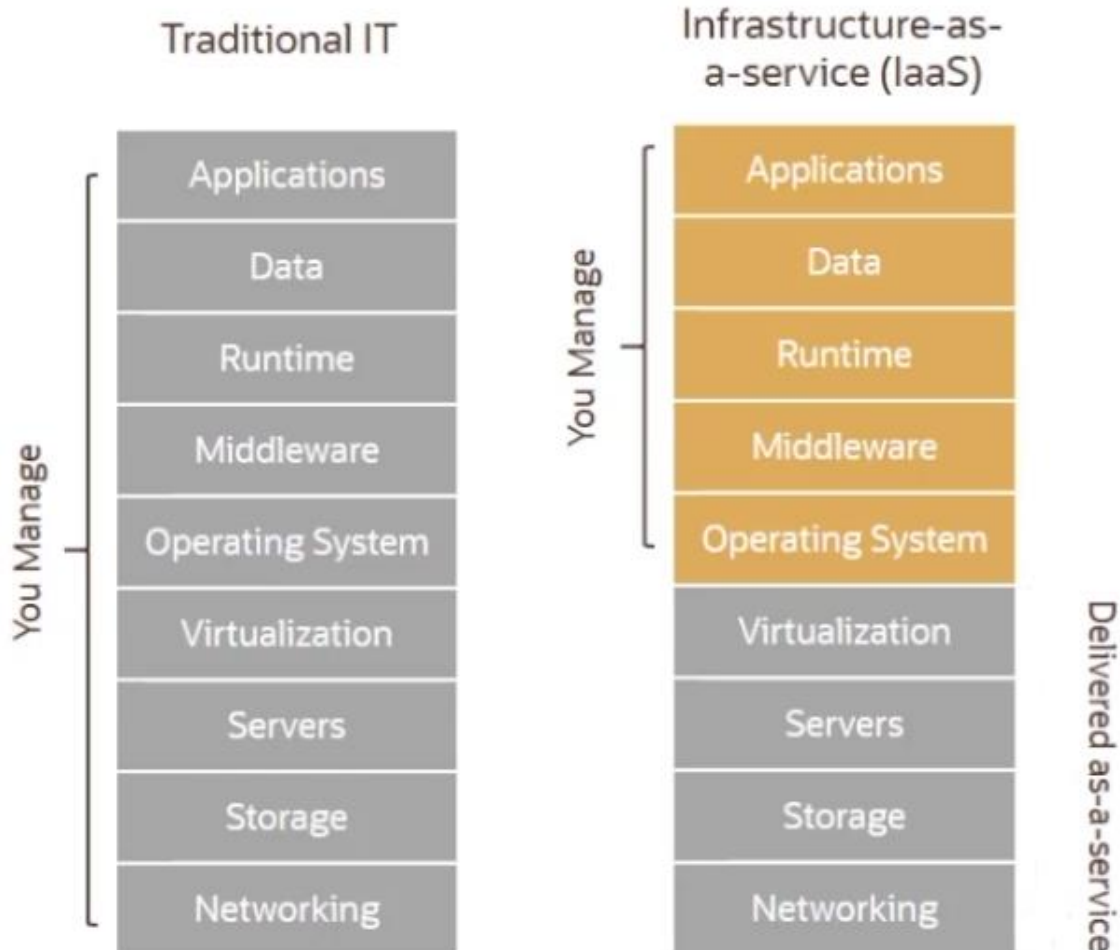 Traditional IT
You Manage
Applications
Data
Runtime
Middleware
Operating System
Virtualization
Servers
Storage
Networking
Infrastructure-as-
a-service (IaaS)
You Manage
Applications
Data
Runtime
Middleware
Operating System
Virtualization
Servers
Storage
Networking
Delivered as-a-service